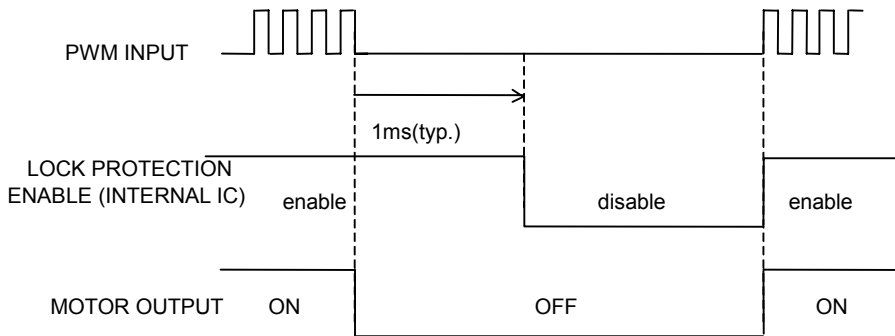 PWM INPUT
1ms(typ.)
LOCK PROTECTION
ENABLE (INTERNAL IC)
enable
disable
enable
MOTOR OUTPUT
ON
OFF
ON